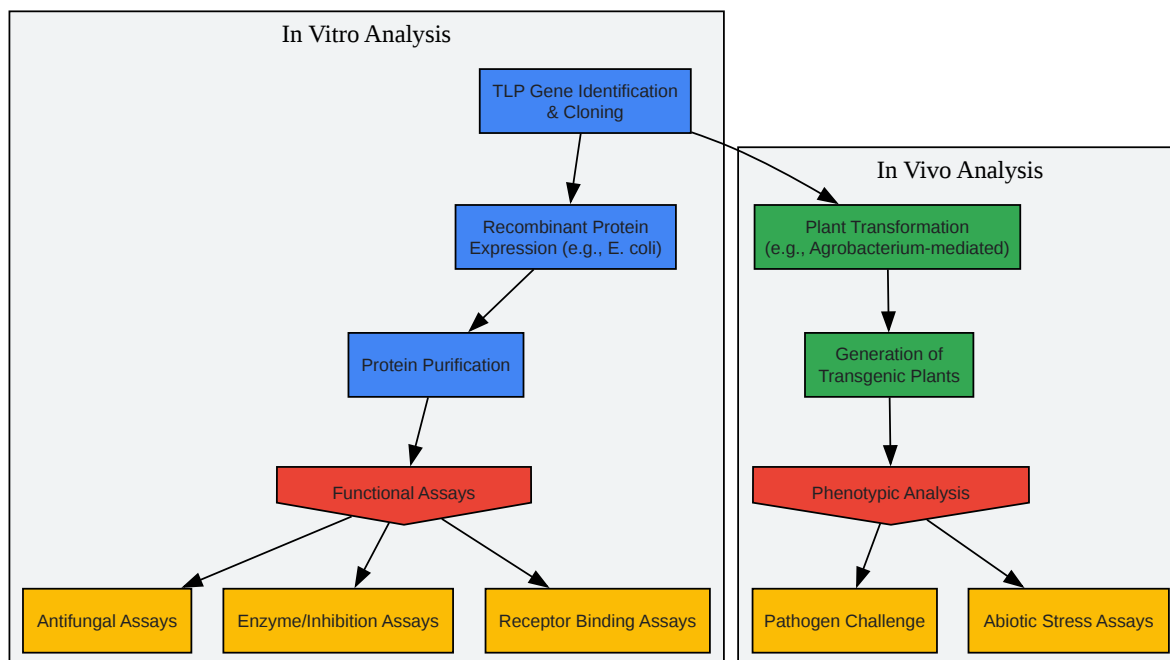 In Vitro Analysis
TLP Gene Identification
& Cloning
In Vivo Analysis
Recombinant Protein
Expression (e.g., E. coli)
Plant Transformation
(e.g., Agrobacterium-mediated)
Protein Purification
Generation of
Transgenic Plants
Functional Assays
Phenotypic Analysis
Antifungal Assays
Enzyme/Inhibition Assays
Receptor Binding Assays
Pathogen Challenge
Abiotic Stress Assays